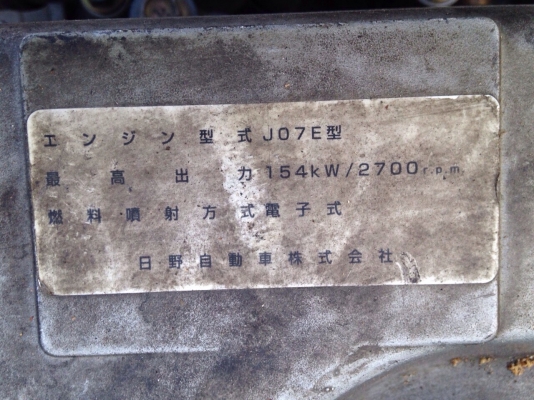 エンジン型式J07E型
最高出力154kW/2700r.p.m.
燃料噴射方式電子式
日野自動車株式会社